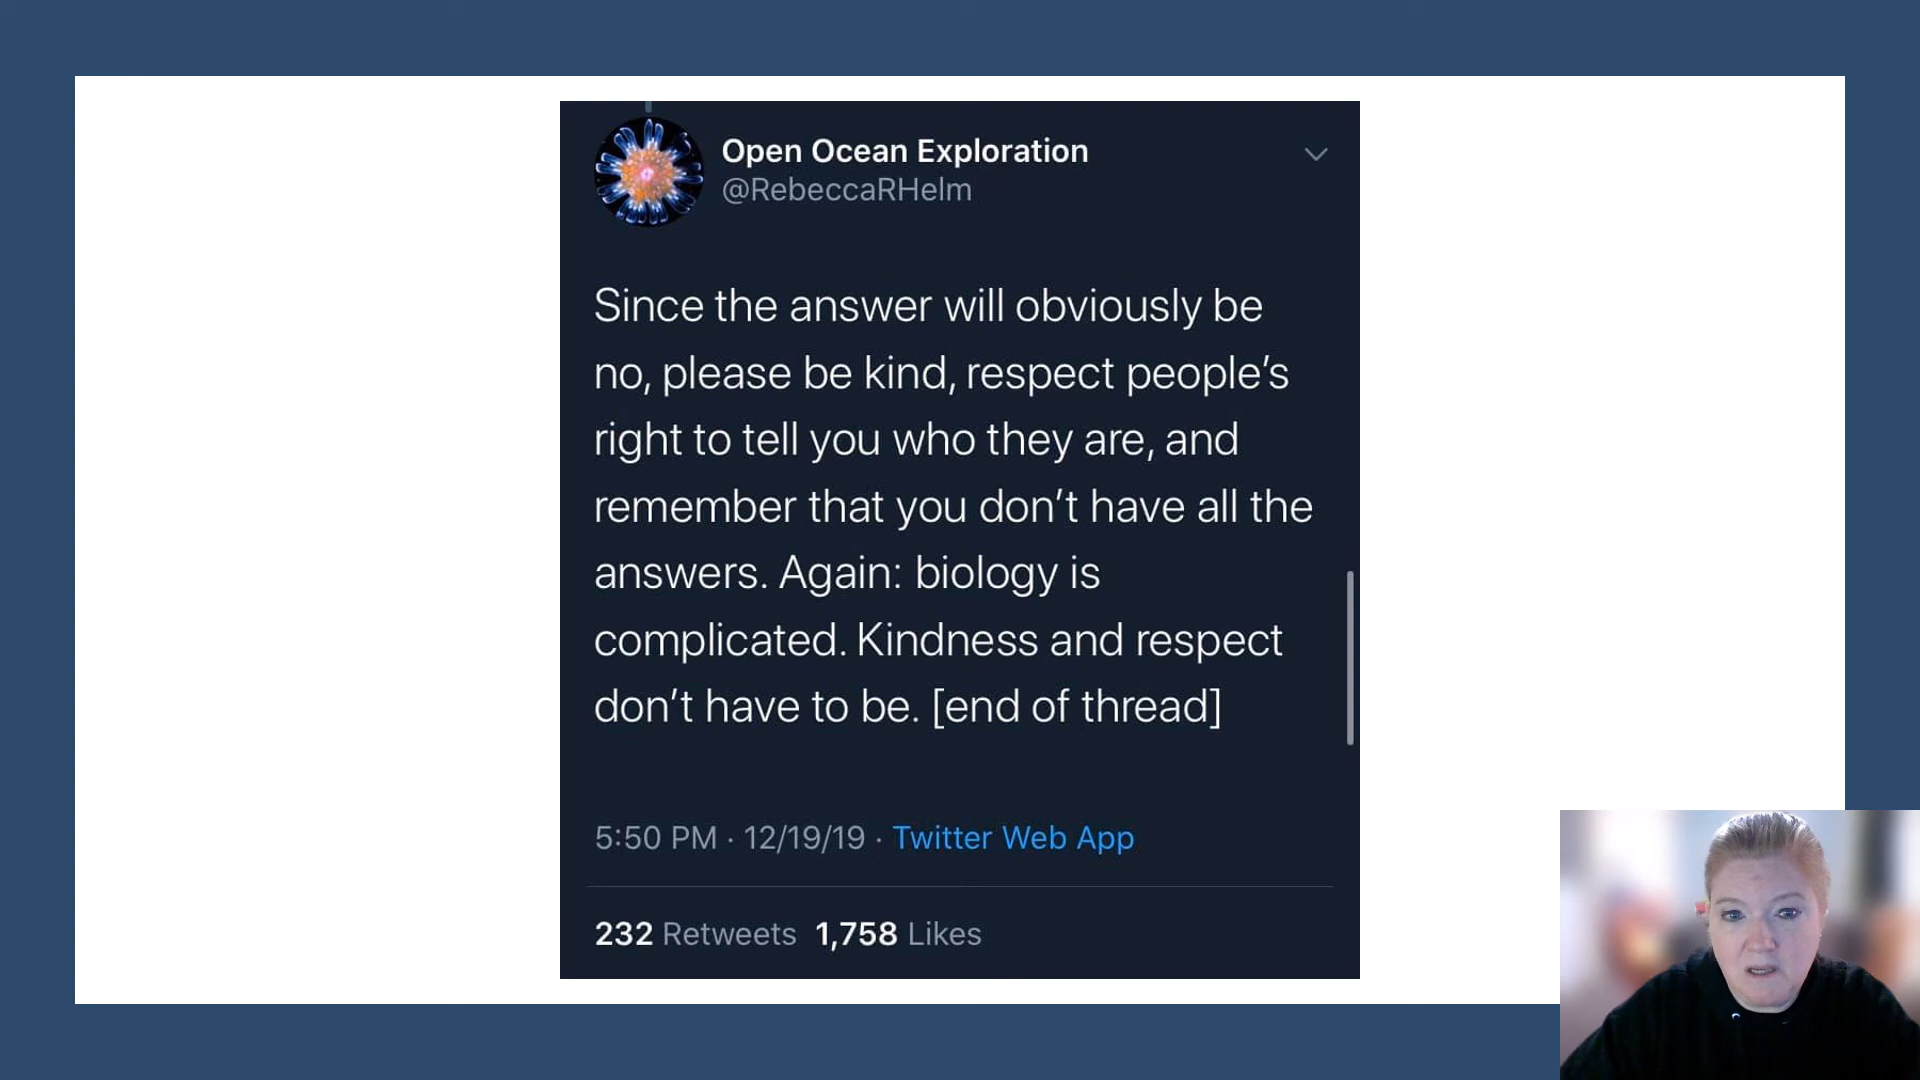 Open Ocean Exploration
@RebeccaRHelm
Since the answer will obviously be
no, please be kind, respect people’s
right to tell you who they are, and
remember that you don’t have all the
answers. Again: biology is
complicated. Kindness and respect
don’t have to be. [end of thread]
5:50 PM · 12/19/19 · Twitter Web App
232 Retweets 1,758 Likes